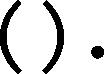 ( ) .